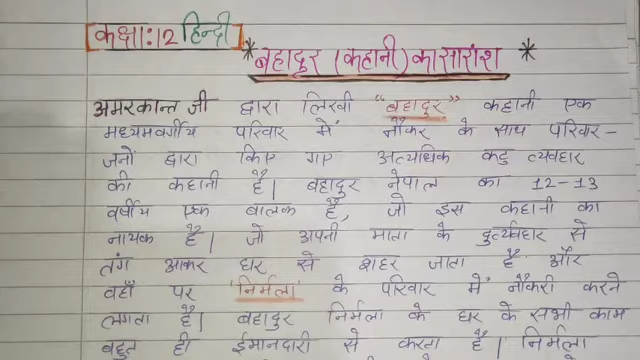 कक्षा:12 हिन्दी
* बहादुर (कहानी) का सारांश *
अमरकान्त जी द्वारा लिखी "बहादुर" कहानी एक
मध्यमवर्गीय परिवार में नौकर के साथ परिवार-
जनों द्वारा किए गए अत्यधिक कटु व्यवहार
की कहानी है। बहादुर नेपाल का 12-13
वर्षीय एक बालक है, जो इस कहानी का
नायक है। जो अपनी माता के दुर्व्यवहार से
तंग आकर घर से शहर जाता है और
वहाँ पर 'निर्मला' के परिवार में नौकरी करने
लगता है। बहादुर निर्मला के घर के सभी काम
बहुत ही ईमानदारी से करता है। निर्मला